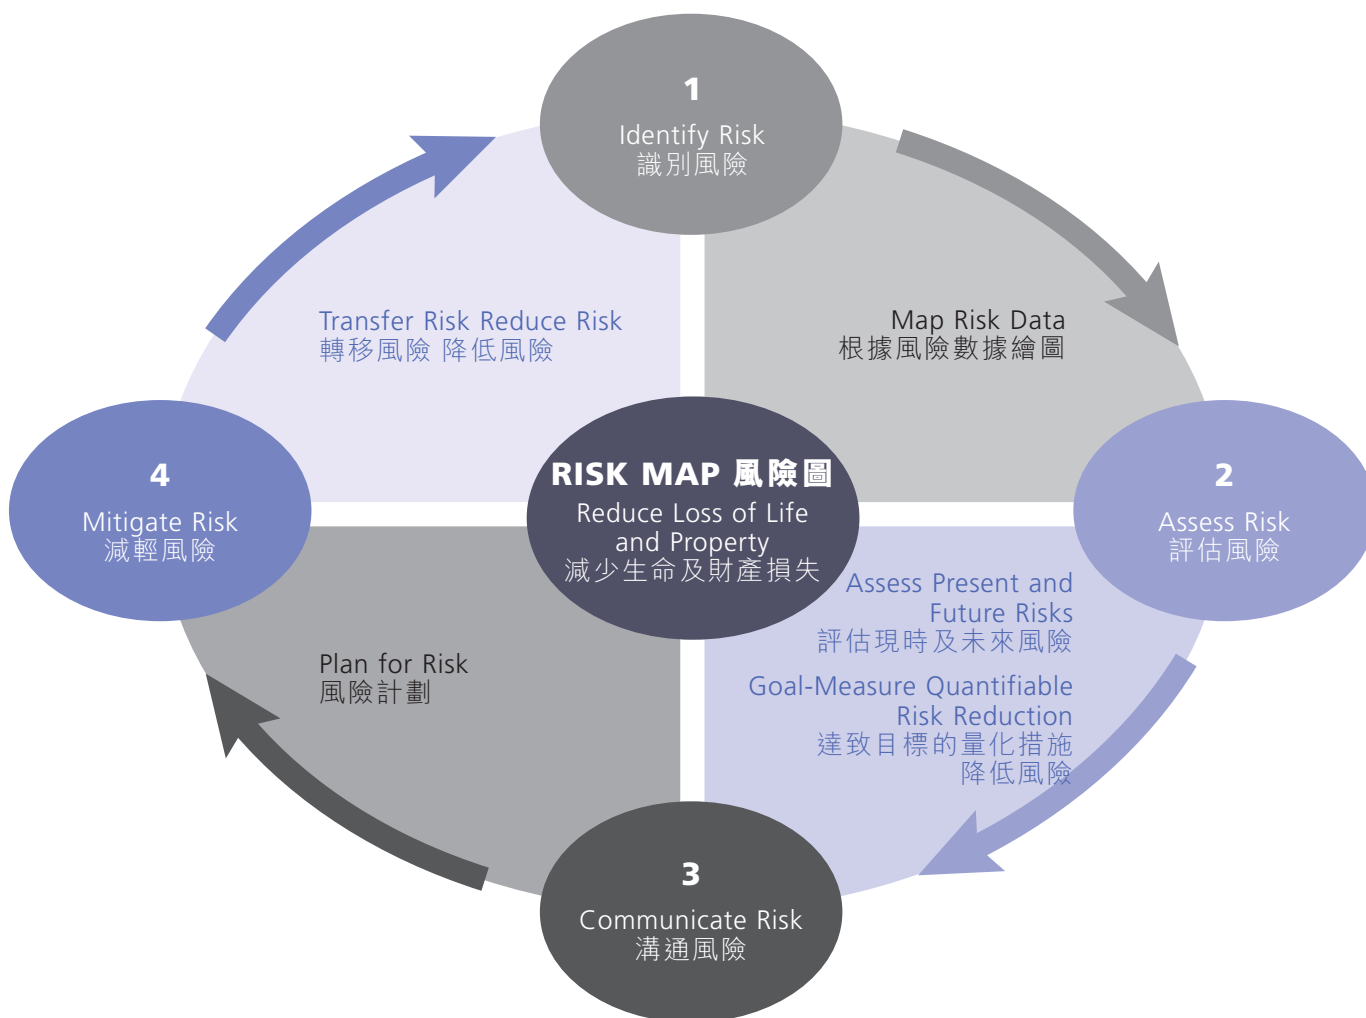 1
Identify Risk
識別風險
Map Risk Data
根據風險數據繪圖
2
Assess Risk
評估風險
Assess Present and
Future Risks
評估現時及未來風險
Goal-Measure Quantifiable
Risk Reduction
達致目標的量化措施
降低風險
3
Communicate Risk
溝通風險
Plan for Risk
風險計劃
4
Mitigate Risk
減輕風險
Transfer Risk Reduce Risk
轉移風險 降低風險
RISK MAP 風險圖
Reduce Loss of Life
and Property
減少生命及財產損失